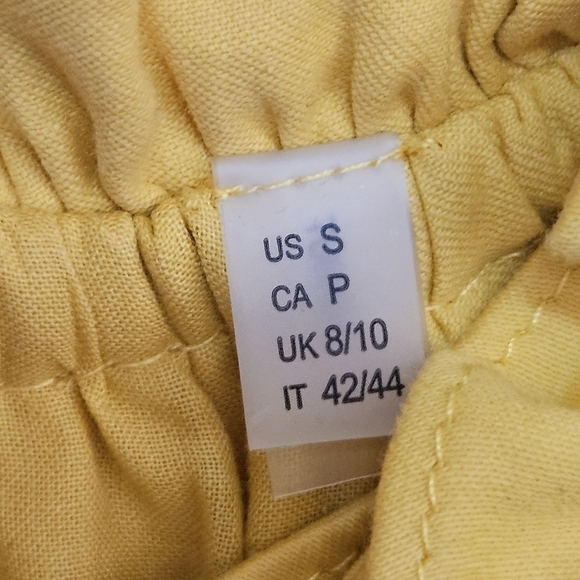 US S
CA P
UK 8/10
IT 42/44